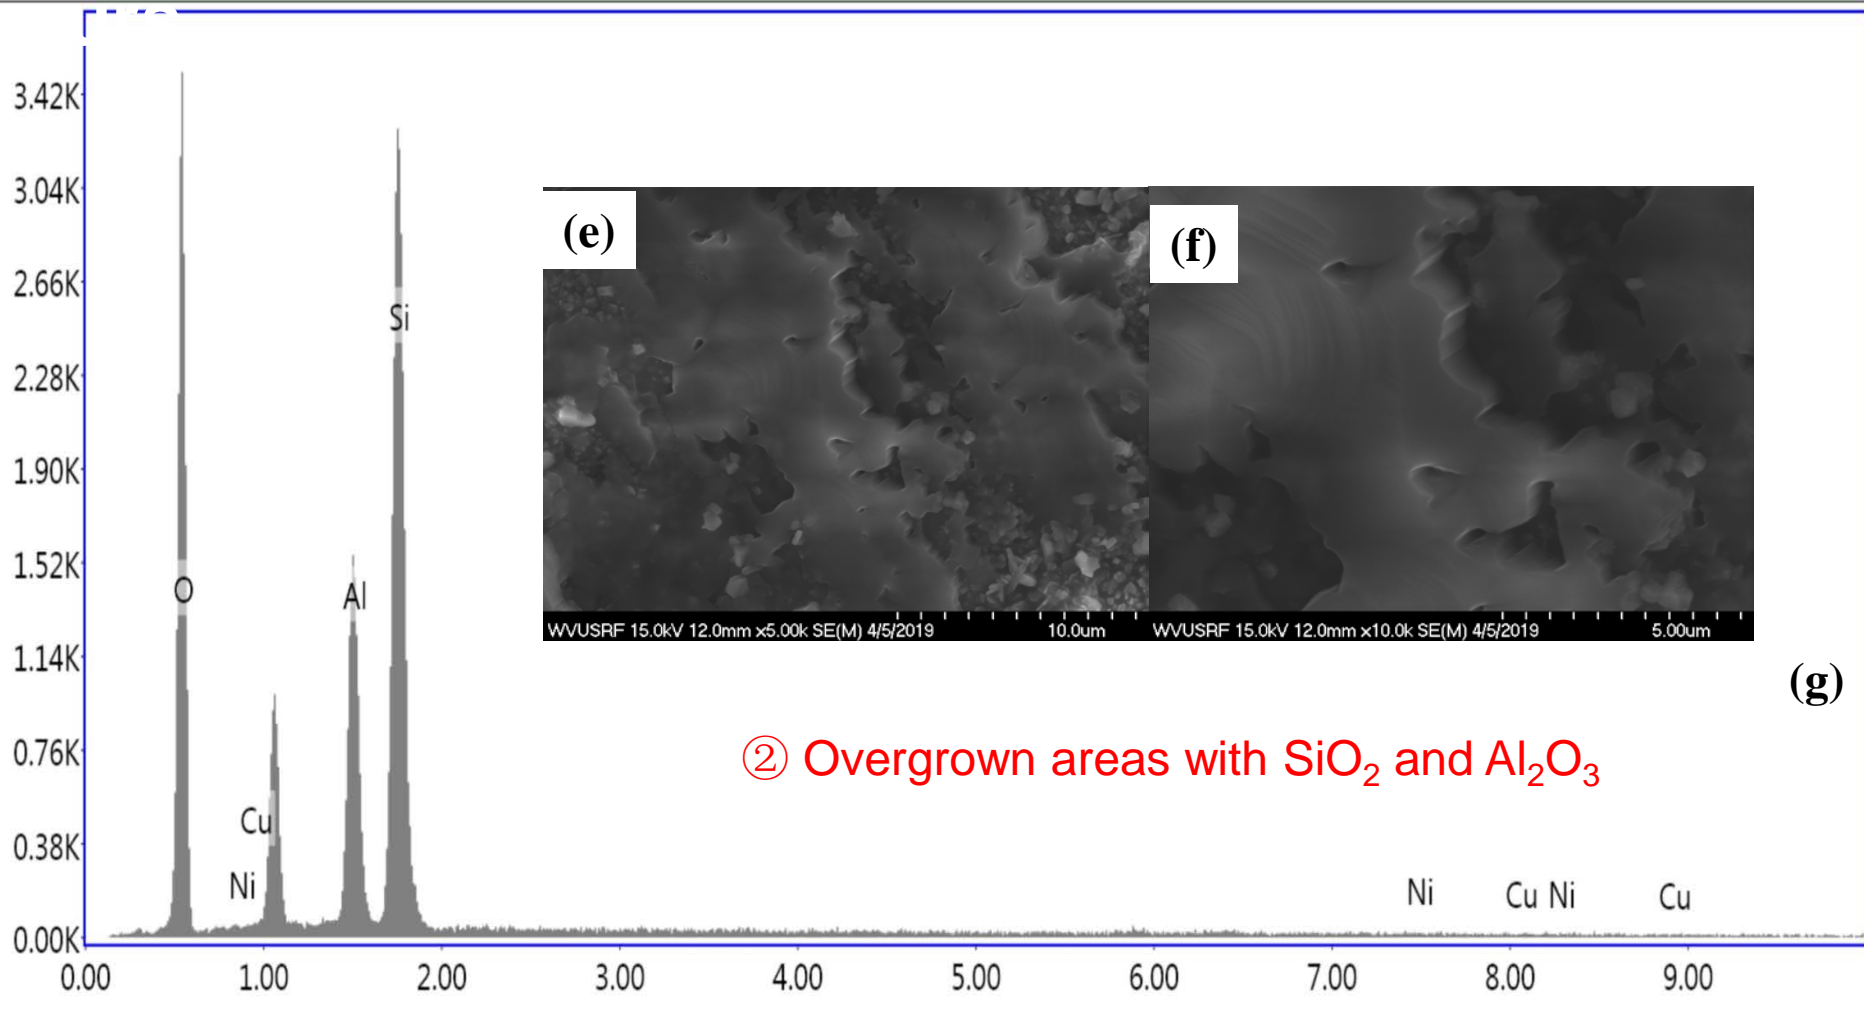 3.42K
3.04K
2.66K
2.28K
1.90K
1.52K
1.14K
0.76K
0.38K
0.00K
O
Cu
Ni
Al
Si
(e)
WVUSRF 15.0kV 12.0mm x5.00k SE(M) 4/5/2019 10.0um
(f)
WVUSRF 15.0kV 12.0mm x10.0k SE(M) 4/5/2019 5.00um
(g)
② Overgrown areas with SiO₂ and Al₂O₃
Ni Cu Ni Cu
0.00 1.00 2.00 3.00 4.00 5.00 6.00 7.00 8.00 9.00